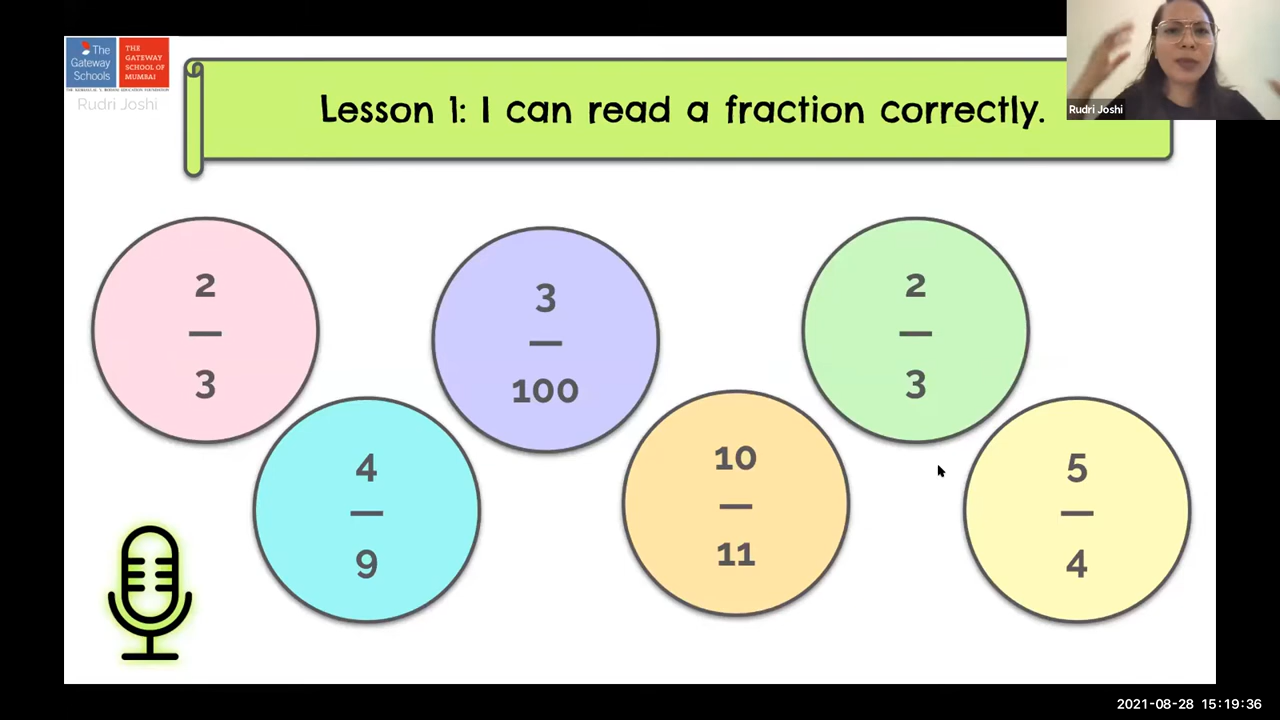 The
Gateway
Schools
THE
GATEWAY
SCHOOL OF
MUMBAI
Rudri Joshi
Lesson 1: I can read a fraction correctly.
Rudri Joshi
2
3
3
100
2
3
4
9
10
11
5
4
2021-08-28 15:19:36